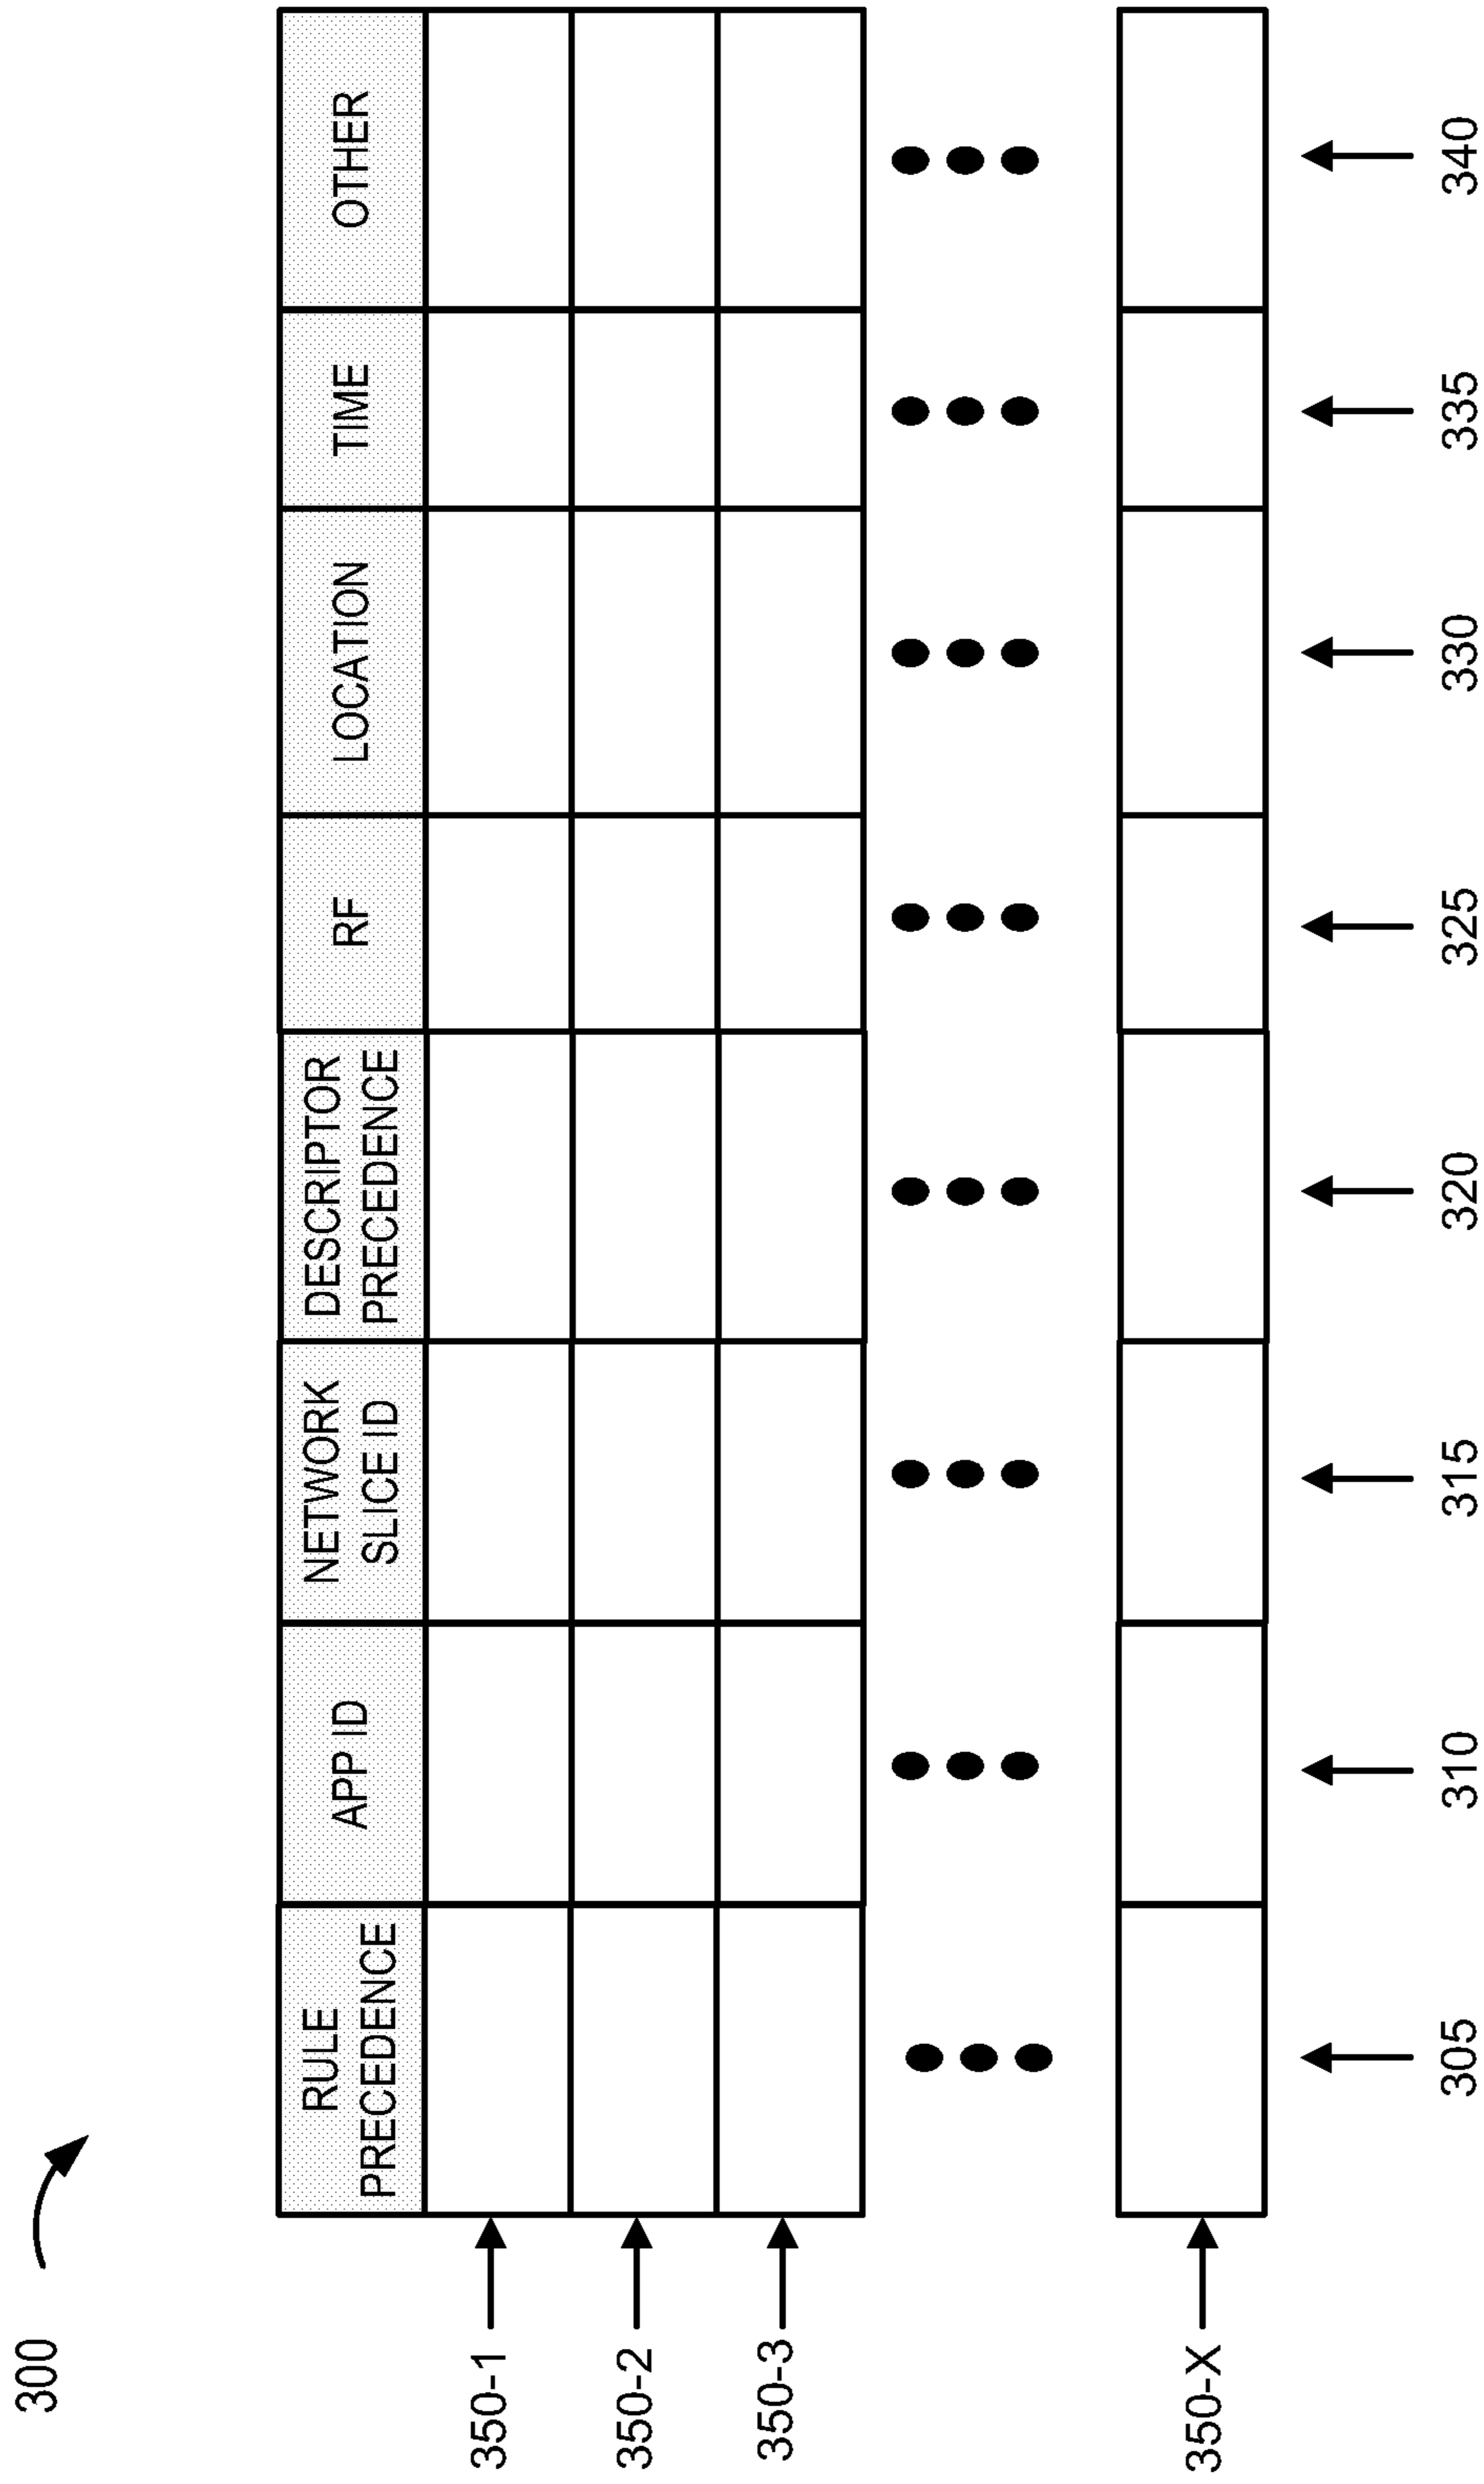 300
RULE
PRECEDENCE
APP ID
NETWORK
SLICE ID
DESCRIPTOR
PRECEDENCE
RF
LOCATION
TIME
OTHER
350-1
350-2
350-3
350-X
305
310
315
320
325
330
335
340